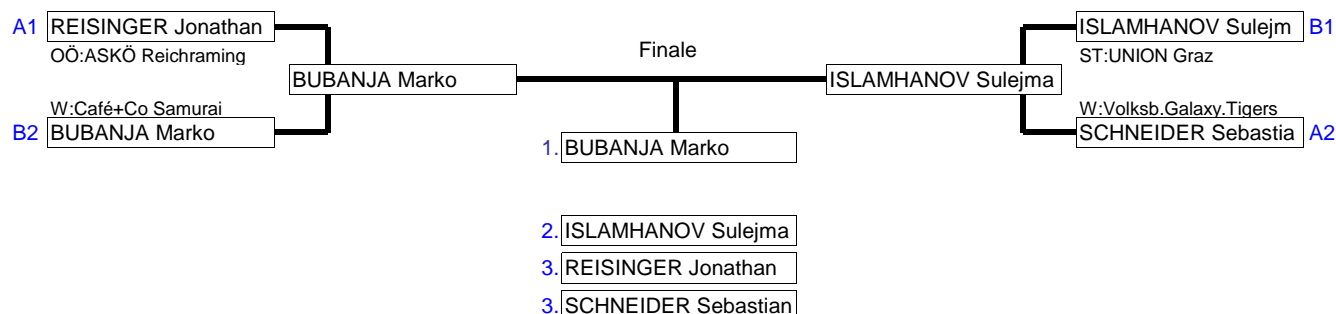 A1 REISINGER Jonathan
OÖ:ASKÖ Reichraming
BUBANJA Marko
W:Café+Co Samurai
B2 BUBANJA Marko
Finale
1. BUBANJA Marko
ISLAMHANOV Sulejm B1
ST:UNION Graz
ISLAMHANOV Sulejma
W:Volksb.Galaxy.Tigers
SCHNEIDER Sebastia A2
2. ISLAMHANOV Sulejma
3. REISINGER Jonathan
3. SCHNEIDER Sebastian